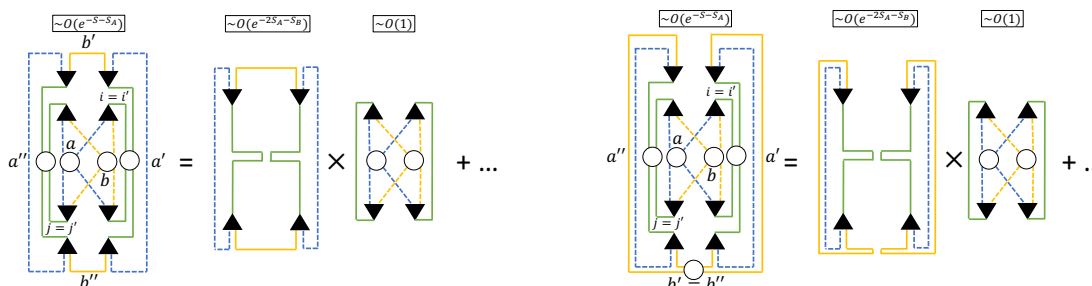 ~O(e^{-S-S_A})
~O(e^{-2S_A-S_B})
~O(1)
b'
i = i'
a''
a
a'
=
×
+ ...
b
j = j'
b''
~O(e^{-S-S_A})
~O(e^{-2S_A-S_B})
~O(1)
i = i'
a''
a
a'
=
×
+ .
b
j = j'
b' = b''